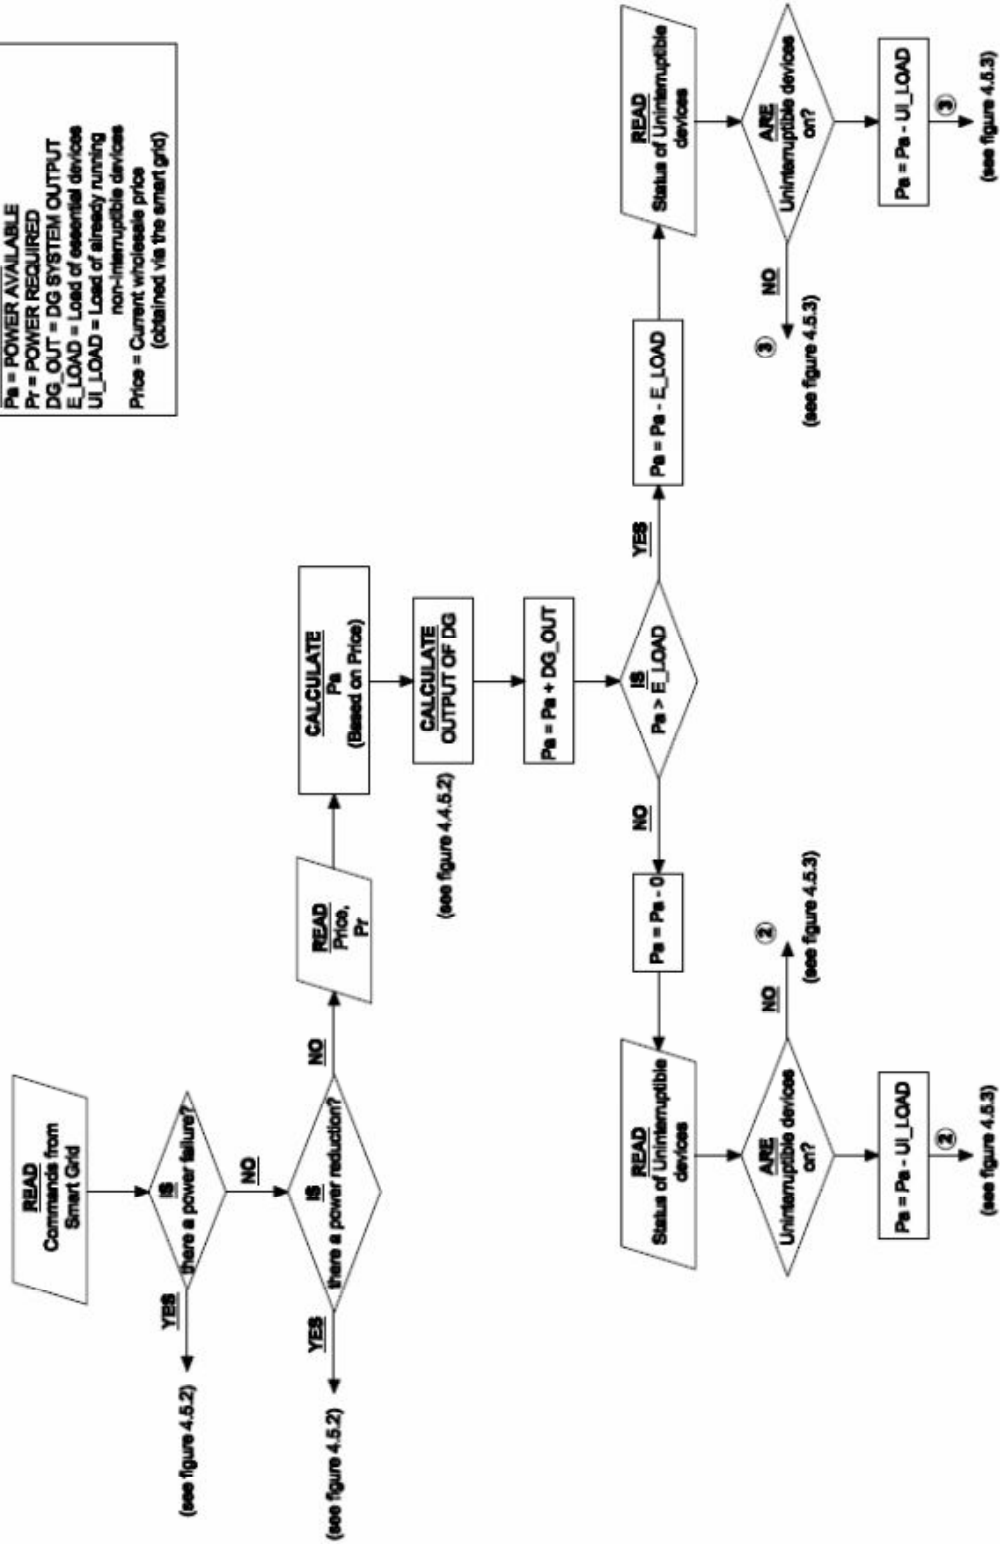 Pa = POWER AVAILABLE
Pr = POWER REQUIRED
DG_OUT = DG SYSTEM OUTPUT
E_LOAD = Load of essential devices
UI_LOAD = Load of already running
non-interruptible devices
Price = Current wholesale price
(obtained via the smart grid)
READ
Commands from
Smart Grid
IS
there a power failure?
YES
(see figure 4.5.2)
NO
IS
there a power reduction?
YES
(see figure 4.5.2)
NO
READ
Price,
Pr
CALCULATE
Pa
(Based on Price)
CALCULATE
OUTPUT OF DG
(see figure 4.4.5.2)
Pa = Pa + DG_OUT
IS
Pa > E_LOAD
NO
YES
Pa = Pa - 0
READ
Status of Uninterruptible
devices
ARE
Uninterruptible devices
on?
NO
②
(see figure 4.5.3)
Pa = Pa - UI_LOAD
②
(see figure 4.5.3)
Pa = Pa - E_LOAD
READ
Status of Uninterruptible
devices
ARE
Uninterruptible devices
on?
NO
③
(see figure 4.5.3)
Pa = Pa - UI_LOAD
③
(see figure 4.5.3)